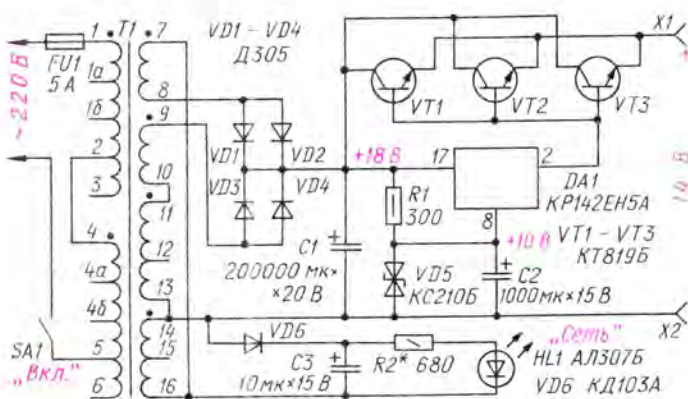 1 T1 7
VD1 – VD4
Д305
X1
+
FU1
5 А
1а
1б
2
3
~220 В
8
9
10
VD1
VD2
VD3
VD4
VT1
VT2
VT3
+18 В
17
2
8
DA1
КР142ЕН5А
14 В
R1
300
+10 В
VT1 – VT3
КТ819Б
4
4а
4б
5
6
11
12
13
14
15
16
C1
200000 мк×
×20 В
VD5
КС210Б
C2
1000мк×15 В
X2
SA1
„Вкл."
VD6
C3
10мк×15 В
R2* 680
„Сеть"
HL1 АЛ307Б
VD6 КД103А